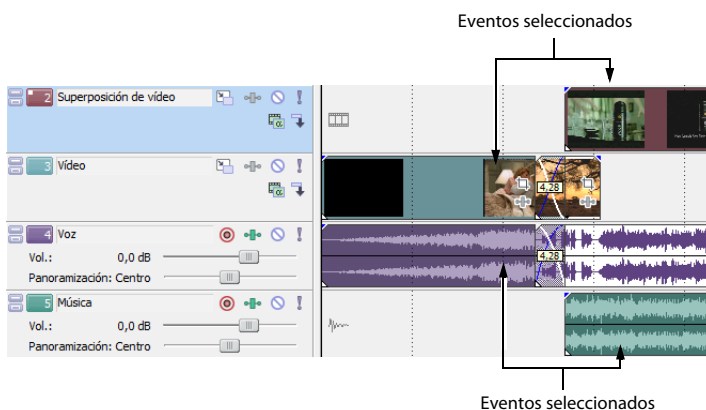 Eventos seleccionados
2 Superposición de vídeo
3 Vídeo
4,28
4 Voz
Vol.: 0,0 dB
Panoramización: Centro
4,28
5 Música
Vol.: 0,0 dB
Panoramización: Centro
Eventos seleccionados